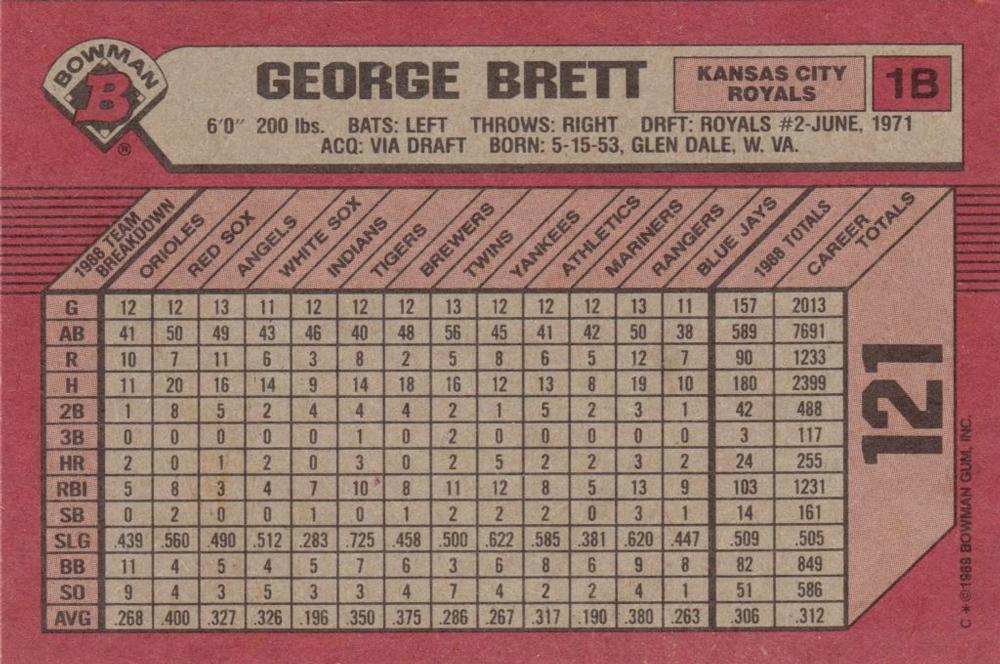 BOWMAN
B
®
GEORGE BRETT
KANSAS CITY
ROYALS
1B
6'0" 200 lbs. BATS: LEFT THROWS: RIGHT DRFT: ROYALS #2-JUNE, 1971
ACQ: VIA DRAFT BORN: 5-15-53, GLEN DALE, W. VA.
1988 TEAM
BREAKDOWN
ORIOLES
RED SOX
ANGELS
WHITE SOX
INDIANS
TIGERS
BREWERS
TWINS
YANKEES
ATHLETICS
MARINERS
RANGERS
BLUE JAYS
1988 TOTALS
CAREER
TOTALS
G 12 12 13 11 12 12 12 13 12 12 12 13 11 157 2013
AB 41 50 49 43 46 40 48 56 45 41 42 50 38 589 7691
R 10 7 11 6 3 8 2 5 8 6 5 12 7 90 1233
H 11 20 16 14 9 14 18 16 12 13 8 19 10 180 2399
2B 1 8 5 2 4 4 4 2 1 5 2 3 1 42 488
3B 0 0 0 0 0 1 0 2 0 0 0 0 0 3 117
HR 2 0 1 2 0 3 0 2 5 2 2 3 2 24 255
RBI 5 8 3 4 7 10 8 11 12 8 5 13 9 103 1231
SB 0 2 0 0 1 0 1 2 2 2 0 3 1 14 161
SLG .439 .560 .490 .512 .283 .725 .458 .500 .622 .585 .381 .620 .447 .509 .505
BB 11 4 5 4 5 7 6 3 6 8 6 9 8 82 849
SO 9 4 3 5 3 3 4 7 4 2 2 4 1 51 586
AVG .268 .400 .327 .326 .196 .350 .375 .286 .267 .317 .190 .380 .263 .306 .312
121
C * © 1989 BOWMAN GUM, INC.